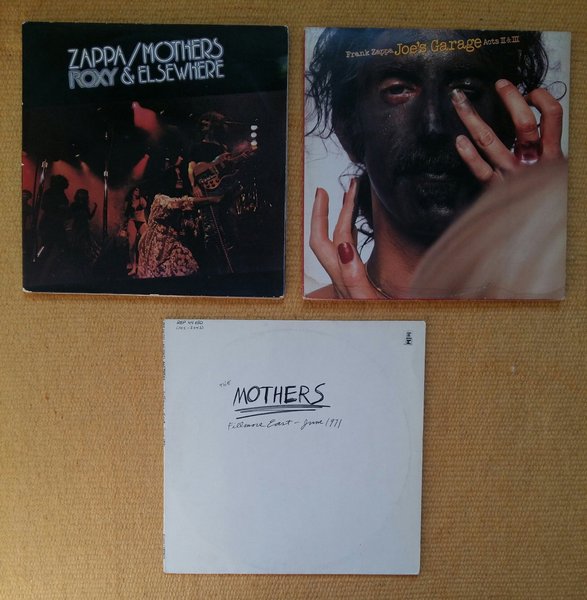 ZAPPA/MOTHERS
ROXY & ELSEWHERE
Frank Zappa Joe's Garage Acts II & III
THE
MOTHERS
Fillmore East - June 1971